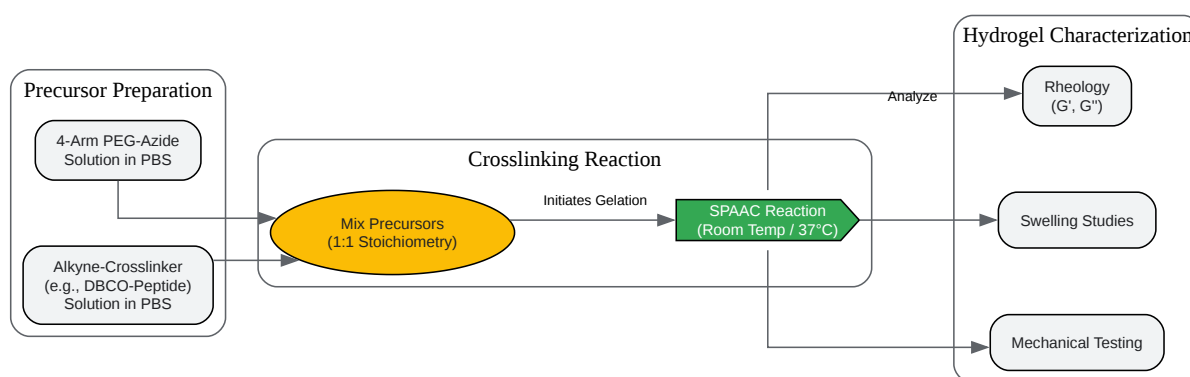 Precursor Preparation
4-Arm PEG-Azide
Solution in PBS
Alkyne-Crosslinker
(e.g., DBCO-Peptide)
Solution in PBS
Crosslinking Reaction
Mix Precursors
(1:1 Stoichiometry)
Initiates Gelation
SPAAC Reaction
(Room Temp / 37°C)
Analyze
Hydrogel Characterization
Rheology
(G', G'')
Swelling Studies
Mechanical Testing